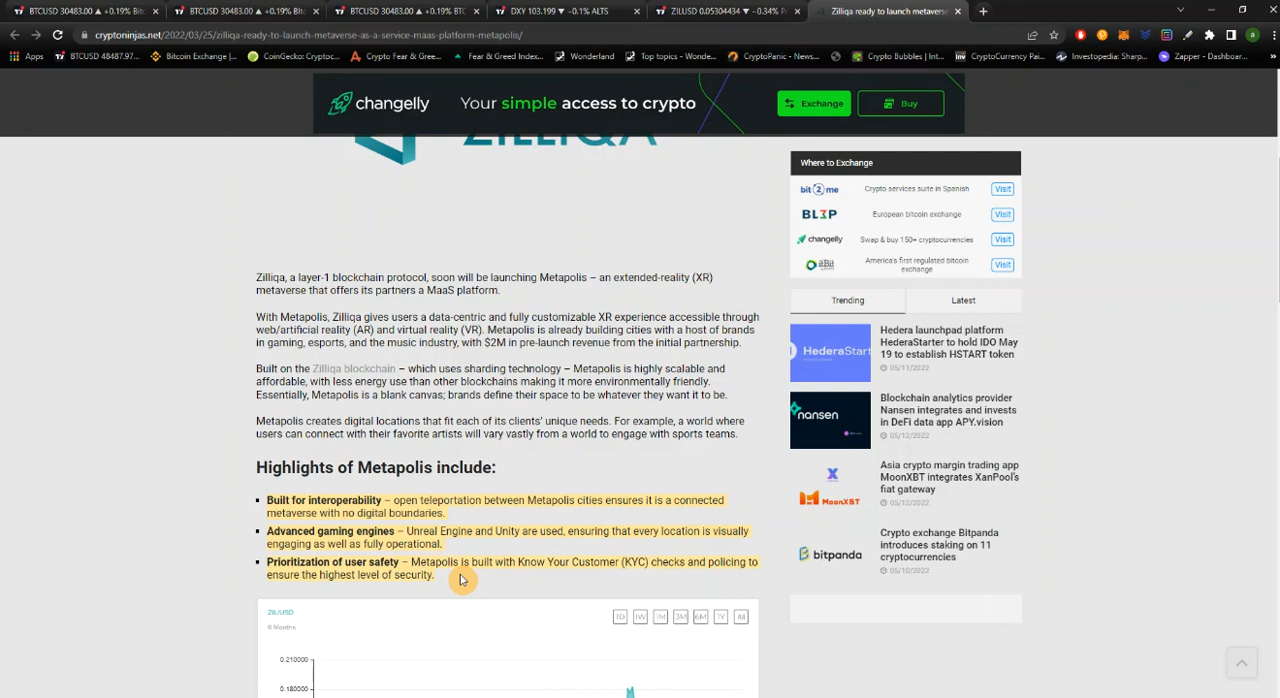 BTCUSD 30483.00 ▲ +0.19% Bit
BTCUSD 30483.00 ▲ +0.19% Bit
BTCUSD 30483.00 ▲ +0.19% BTC
DXY 103.199 ▼ −0.1% ALTS
ZILUSD 0.05304434 ▼ −0.34% P
Zilliqa ready to launch metaverse
cryptoninjas.net/2022/03/25/zilliqa-ready-to-launch-metaverse-as-a-service-maas-platform-metapolis/
Apps
BTCUSD 48487.97...
Bitcoin Exchange |...
CoinGecko: Cryptoc...
Crypto Fear & Gree...
Fear & Greed Index...
Wonderland
Top topics - Wonde...
CryptoPanic - News...
Crypto Bubbles | Int...
CryptoCurrency Por...
Investopedia: Sharp...
Zapper - Dashboar...
changelly
Your simple access to crypto
Exchange
Buy
ZILLIQA
Zilliqa, a layer-1 blockchain protocol, soon will be launching Metapolis – an extended-reality (XR)
metaverse that offers its partners a MaaS platform.
With Metapolis, Zilliqa gives users a data-centric and fully customizable XR experience accessible through
web/artificial reality (AR) and virtual reality (VR). Metapolis is already building cities with a host of brands
in gaming, esports, and the music industry, with $2M in pre-launch revenue from the initial partnership.
Built on the Zilliqa blockchain – which uses sharding technology – Metapolis is highly scalable and
affordable, with less energy use than other blockchains making it more environmentally friendly.
Essentially, Metapolis is a blank canvas; brands define their space to be whatever they want it to be.
Metapolis creates digital locations that fit each of its clients' unique needs. For example, a world where
users can connect with their favorite artists will vary vastly from a world to engage with sports teams.
Highlights of Metapolis include:
Built for interoperability – open teleportation between Metapolis cities ensures it is a connected
metaverse with no digital boundaries.
Advanced gaming engines – Unreal Engine and Unity are used, ensuring that every location is visually
engaging as well as fully operational.
Prioritization of user safety – Metapolis is built with Know Your Customer (KYC) checks and policing to
ensure the highest level of security.
ZIL/USD
6 Months
1D
1W
1M
3M
6M
1Y
All
0.210000
0.180000
Where to Exchange
bit2me
Crypto services suite in Spanish
Visit
BL3P
European bitcoin exchange
Visit
changelly
Swap & buy 150+ cryptocurrencies
Visit
itBit
America's first regulated bitcoin
exchange
Visit
Trending
Latest
HederaStart
Hedera launchpad platform
HederaStarter to hold IDO May
19 to establish HSTART token
05/11/2022
nansen
Blockchain analytics provider
Nansen integrates and invests
in DeFi data app APY.vision
05/12/2022
X
MoonXBT
Asia crypto margin trading app
MoonXBT integrates XanPool's
fiat gateway
05/12/2022
bitpanda
Crypto exchange Bitpanda
introduces staking on 11
cryptocurrencies
05/10/2022